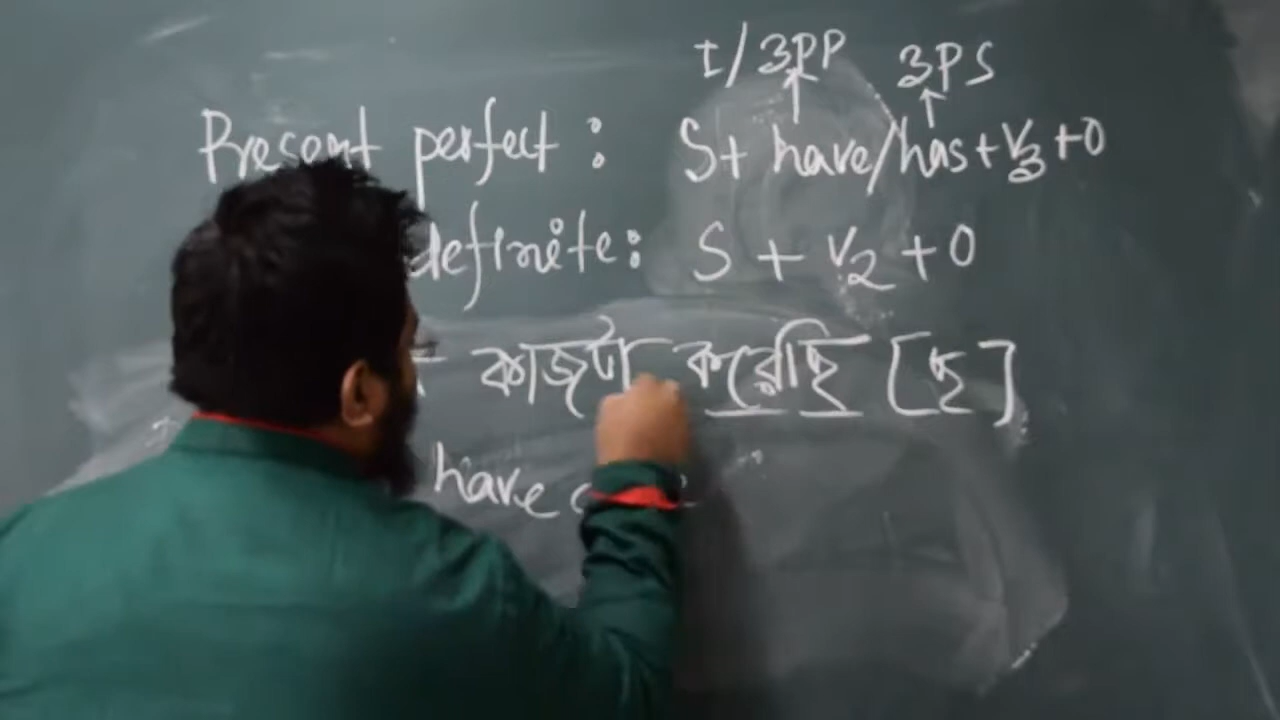 I/3PP 3PS
Present perfect : S+ have/has+V3+O
definite: S + V2 + O
কাজটা করেছি [ছ]
have